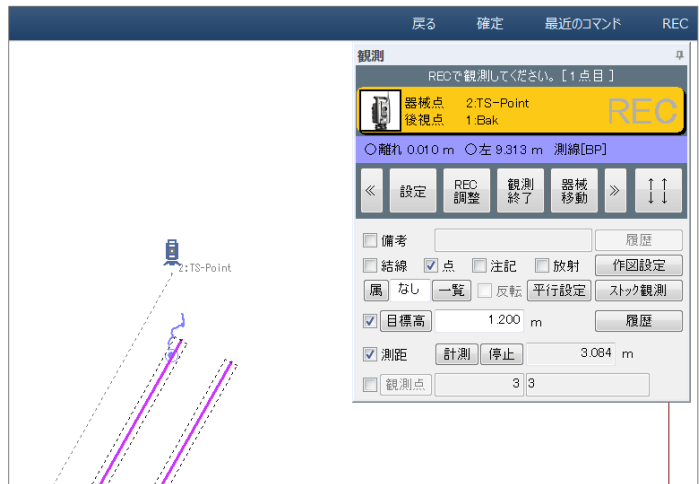 戻る 確定 最近のコマンド REC
観測
RECで観測してください。[1点目]
器械点 2:TS-Point
後視点 1:Bak
REC
○離れ 0.010 m ○左 9.313 m 測線[BP]
≪ 設定 REC調整 観測終了 器械移動 ≫ ↑↑↓↓
備考 履歴
結線 点 注記 放射 作図設定
属 なし 一覧 反転 平行設定 ストック観測
目標高 1.200 m 履歴
測距 計測 停止 3.084 m
観測点 3 3
2:TS-Point